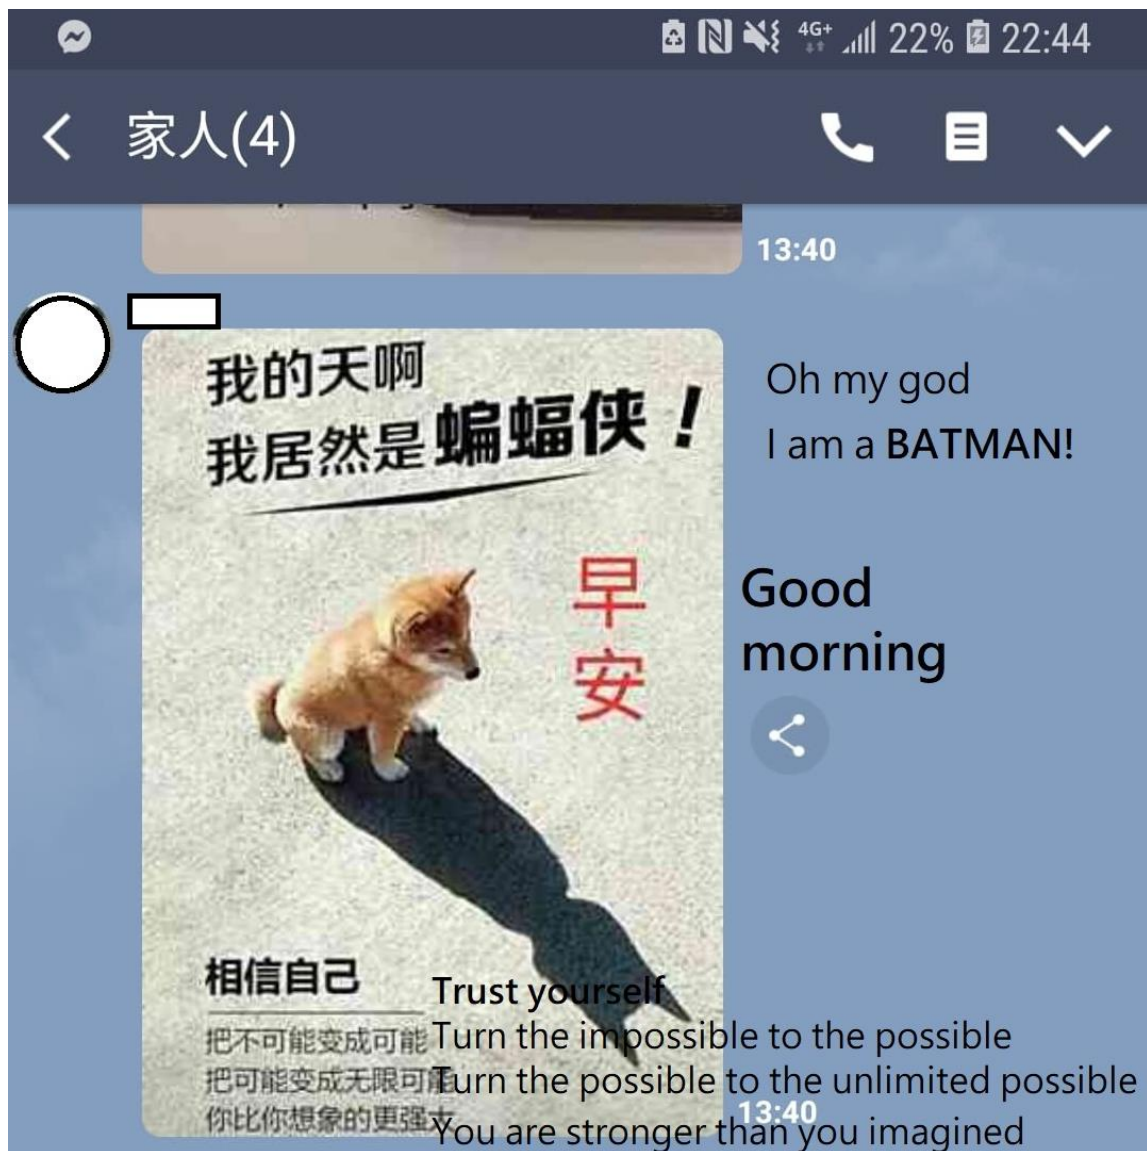 4G+ 22% 22:44
家人(4)
13:40
我的天啊
我居然是蝙蝠侠！
Oh my god
I am a BATMAN!
早安
Good
morning
相信自己
把不可能变成可能
把可能变成无限可能
你比你想象的更强大
Trust yourself
Turn the impossible to the possible
Turn the possible to the unlimited possible
13:40
You are stronger than you imagined